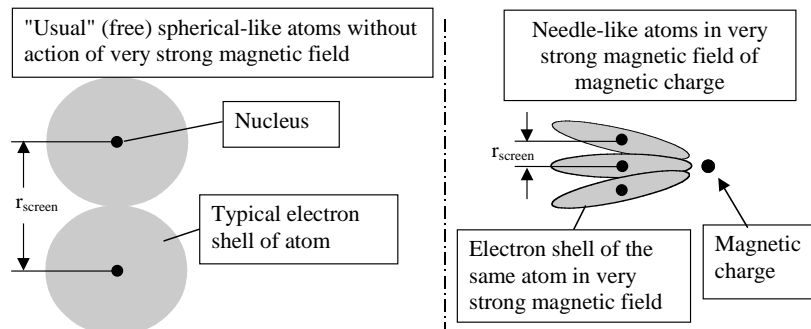 "Usual" (free) spherical-like atoms without
action of very strong magnetic field
Nucleus
r_screen
Typical electron
shell of atom
Needle-like atoms in very
strong magnetic field of
magnetic charge
r_screen
Electron shell of the
same atom in very
strong magnetic field
Magnetic
charge